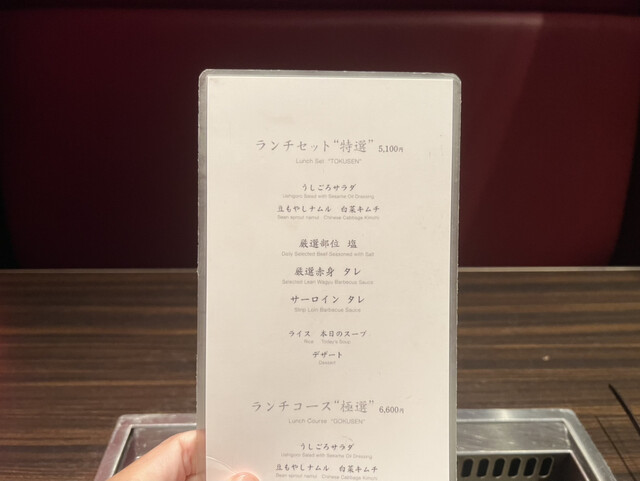 ランチセット“特選” 5,100円
Lunch Set "TOKUSEN"
うしごろサラダ
Ushigoro Salad with Sesame Oil Dressing
豆もやしナムル 白菜キムチ
Bean sprout namul Chinese Cabbage Kimchi
厳選部位 塩
Daily Selected Beef Seasoned with Salt
厳選赤身 タレ
Selected Lean Wagyu Barbecue Sauce
サーロイン タレ
Strip Loin Barbecue Sauce
ライス 本日のスープ
Rice Today's Soup
デザート
Dessert
ランチコース“極選” 6,600円
Lunch Course "GOKUSEN"
うしごろサラダ
Ushigoro Salad with Sesame Oil Dressing
豆もやしナムル 白菜キムチ
Bean sprout namul Chinese Cabbage Kimchi